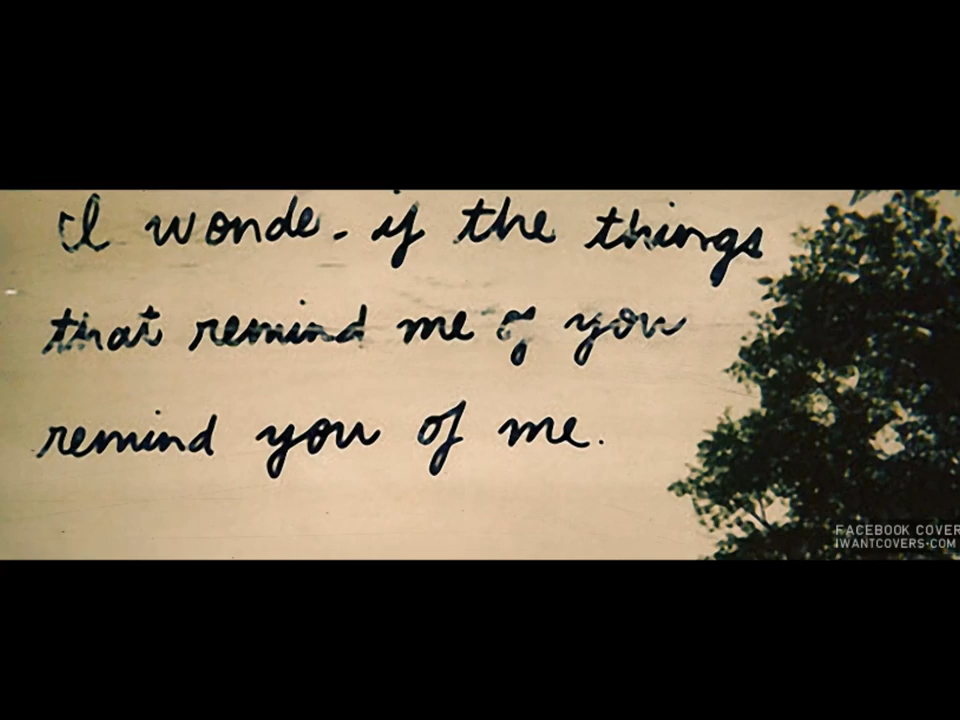 I wonder if the things
that remind me of you
remind you of me.
FACEBOOK COVER
IWANTCOVERS.COM